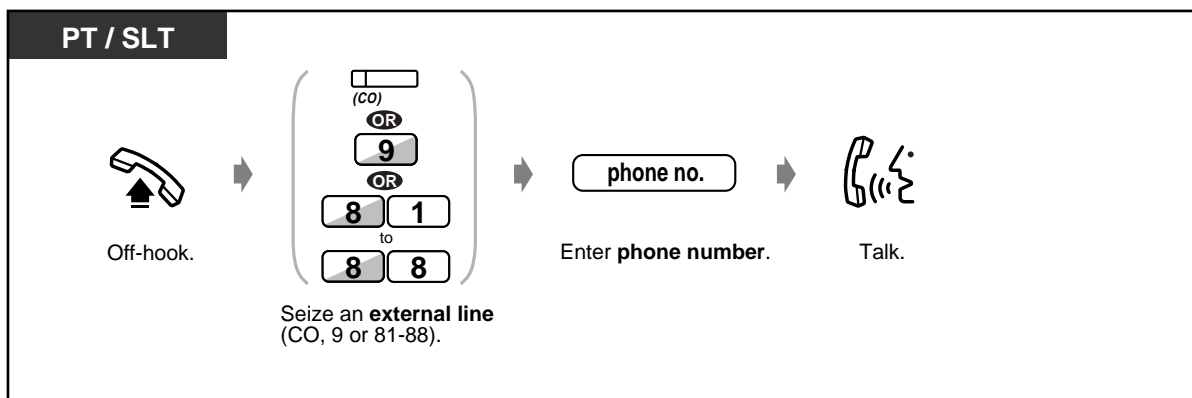 PT / SLT
(CO)
OR
9
OR
8 1
to
8 8
phone no.
Off-hook.
Seize an external line
(CO, 9 or 81-88).
Enter phone number.
Talk.